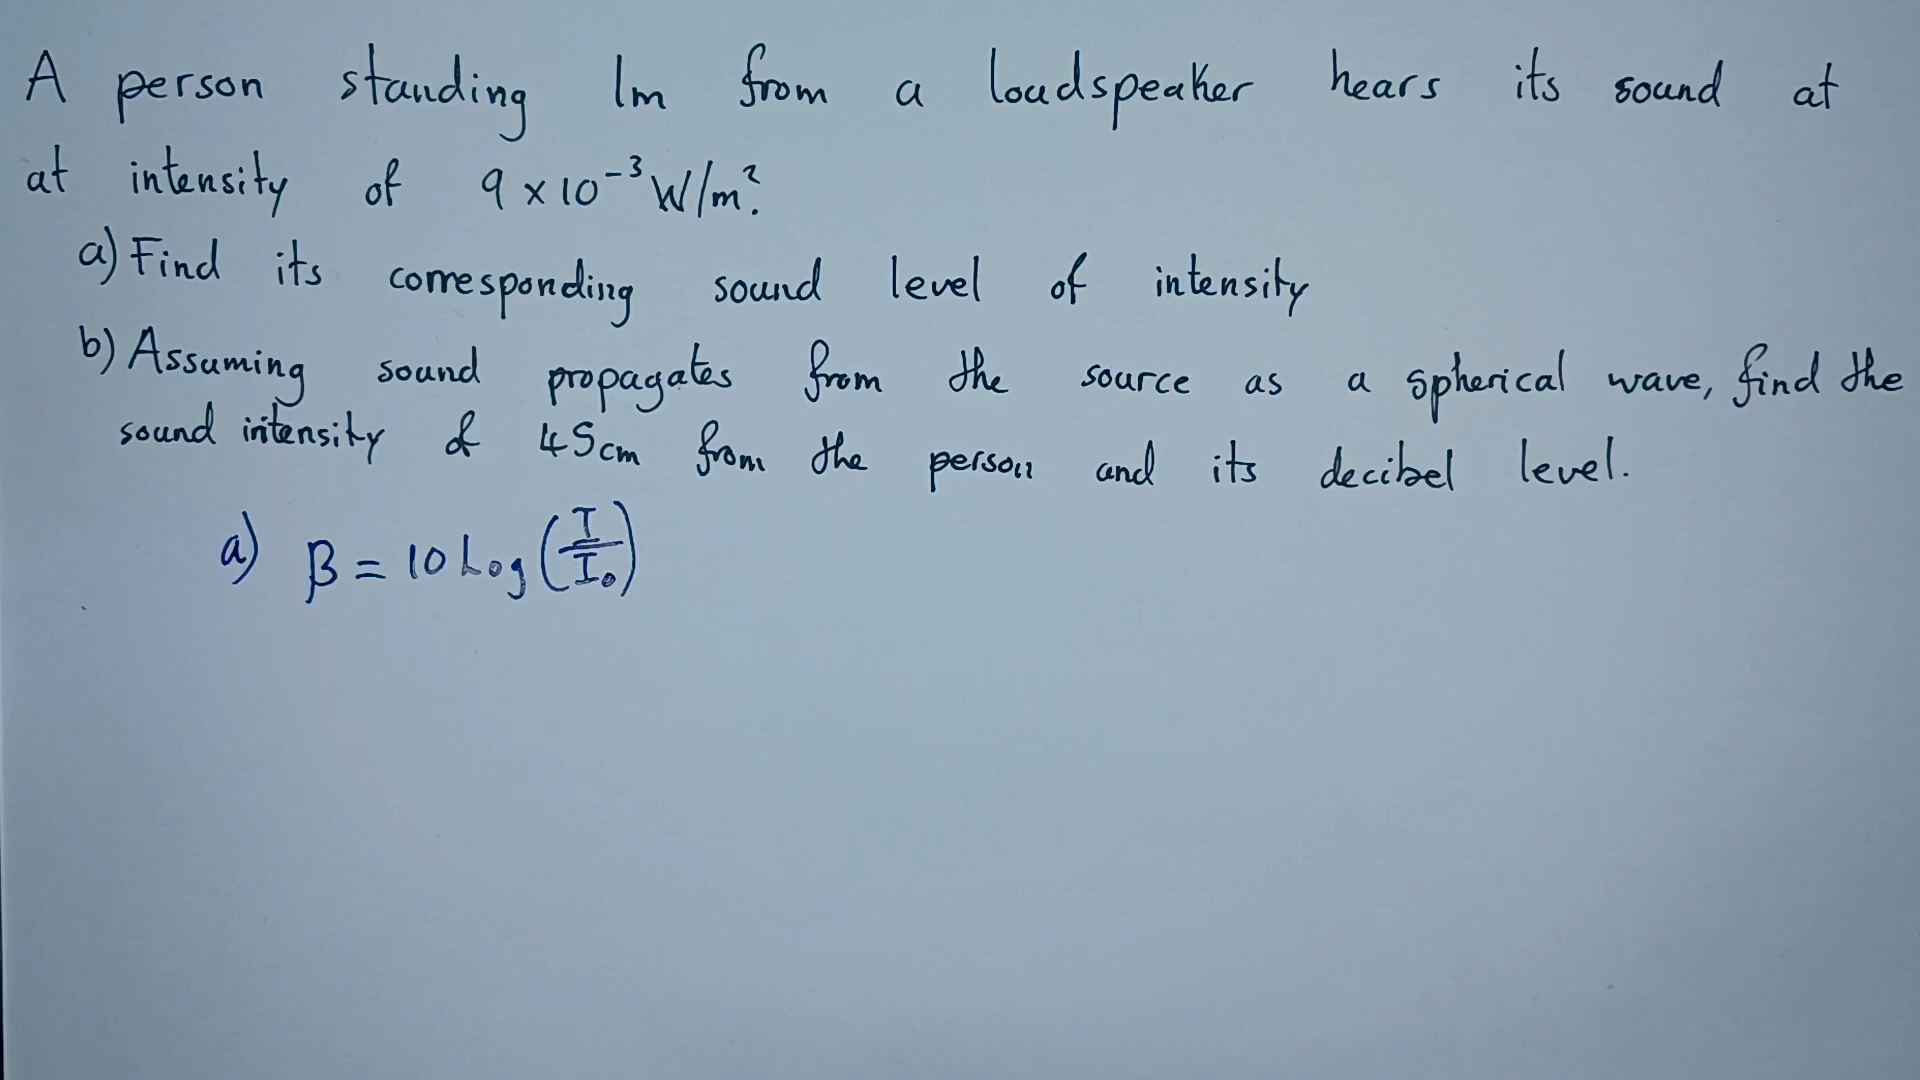 A person standing 1m from a loudspeaker hears its sound at
at intensity of 9 x 10⁻³ W/m².
a) Find its corresponding sound level of intensity
b) Assuming sound propagates from the source as a spherical wave, find the
sound intensity of 45cm from the person and its decibel level.
a) β = 10 Log (I/I₀)